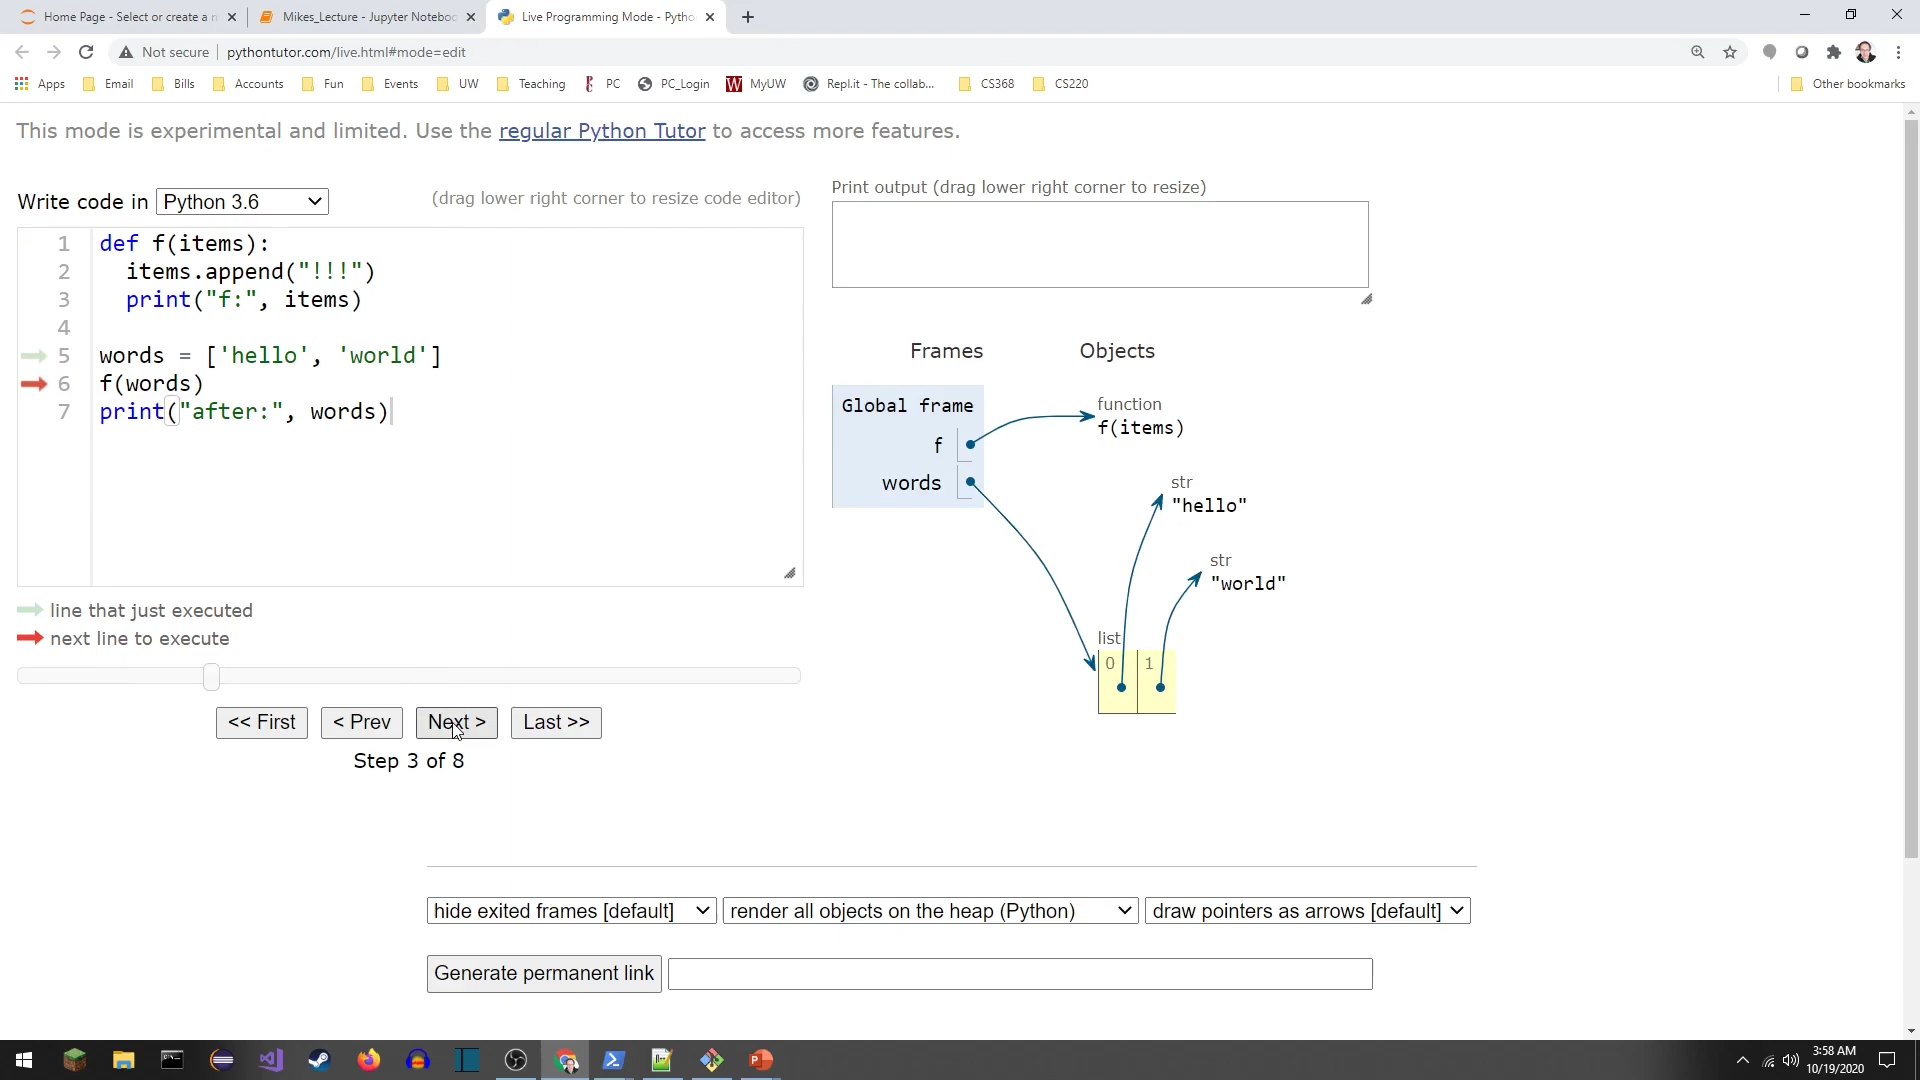 Home Page - Select or create a n
Mikes_Lecture - Jupyter Noteboo
Live Programming Mode - Pytho
Not secure
pythontutor.com/live.html#mode=edit
Apps
Email
Bills
Accounts
Fun
Events
UW
Teaching
PC
PC_Login
MyUW
Repl.it - The collab...
CS368
CS220
Other bookmarks
This mode is experimental and limited. Use the regular Python Tutor to access more features.
Write code in Python 3.6
(drag lower right corner to resize code editor)
1 def f(items):
2 items.append("!!!")
3 print("f:", items)
4
5 words = ['hello', 'world']
6 f(words)
7 print("after:", words)
line that just executed
next line to execute
<< First
< Prev
Next >
Last >>
Step 3 of 8
Print output (drag lower right corner to resize)
Frames
Objects
Global frame
f
words
function
f(items)
str
"hello"
str
"world"
list
0
1
hide exited frames [default]
render all objects on the heap (Python)
draw pointers as arrows [default]
Generate permanent link
3:58 AM
10/19/2020